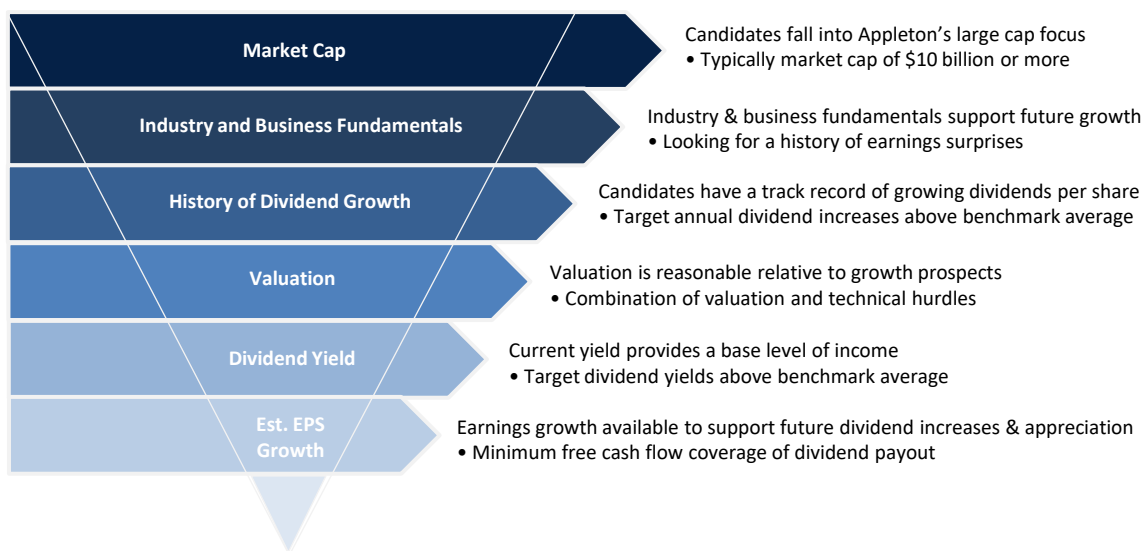 Market Cap
Candidates fall into Appleton’s large cap focus
• Typically market cap of $10 billion or more
Industry and Business Fundamentals
Industry & business fundamentals support future growth
• Looking for a history of earnings surprises
History of Dividend Growth
Candidates have a track record of growing dividends per share
• Target annual dividend increases above benchmark average
Valuation
Valuation is reasonable relative to growth prospects
• Combination of valuation and technical hurdles
Dividend Yield
Current yield provides a base level of income
• Target dividend yields above benchmark average
Est. EPS
Growth
Earnings growth available to support future dividend increases & appreciation
• Minimum free cash flow coverage of dividend payout